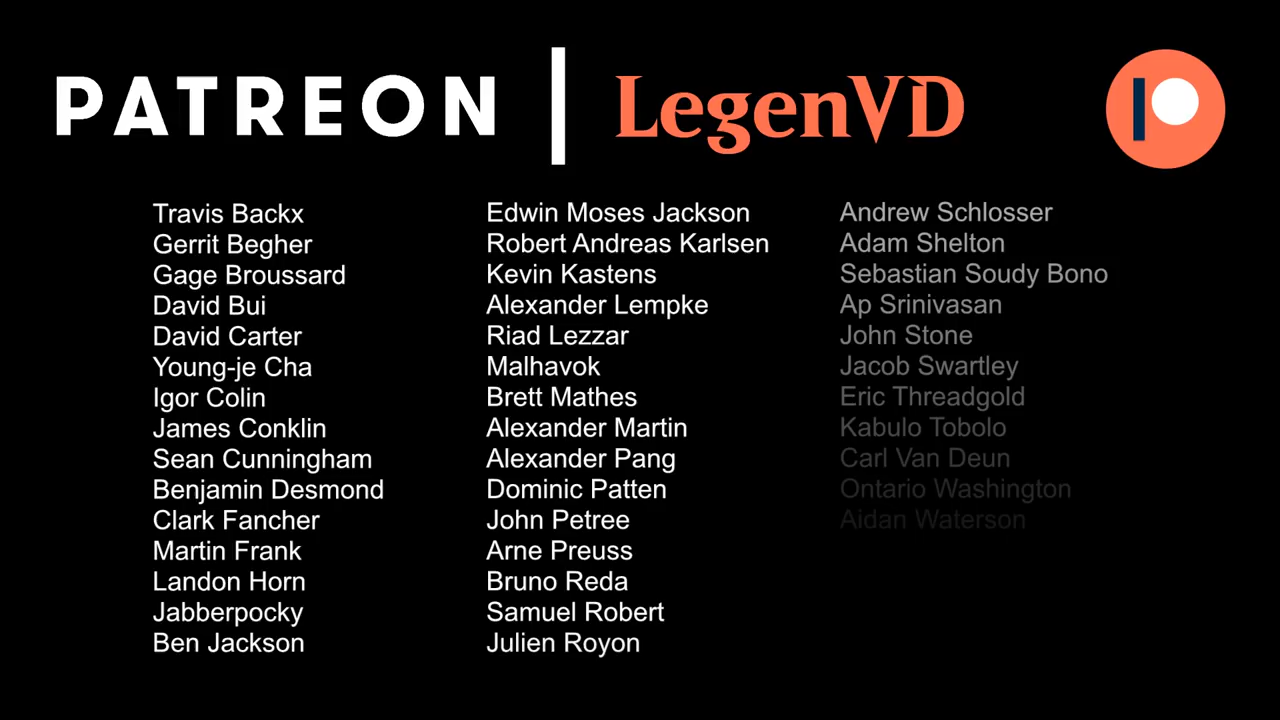 PATREON | LegenVD
Travis Backx
Gerrit Begher
Gage Broussard
David Bui
David Carter
Young-je Cha
Igor Colin
James Conklin
Sean Cunningham
Benjamin Desmond
Clark Fancher
Martin Frank
Landon Horn
Jabberpocky
Ben Jackson
Edwin Moses Jackson
Robert Andreas Karlsen
Kevin Kastens
Alexander Lempke
Riad Lezzar
Malhavok
Brett Mathes
Alexander Martin
Alexander Pang
Dominic Patten
John Petree
Arne Preuss
Bruno Reda
Samuel Robert
Julien Royon
Andrew Schlosser
Adam Shelton
Sebastian Soudy Bono
Ap Srinivasan
John Stone
Jacob Swartley
Eric Threadgold
Kabulo Tobolo
Carl Van Deun
Ontario Washington
Aidan Waterson